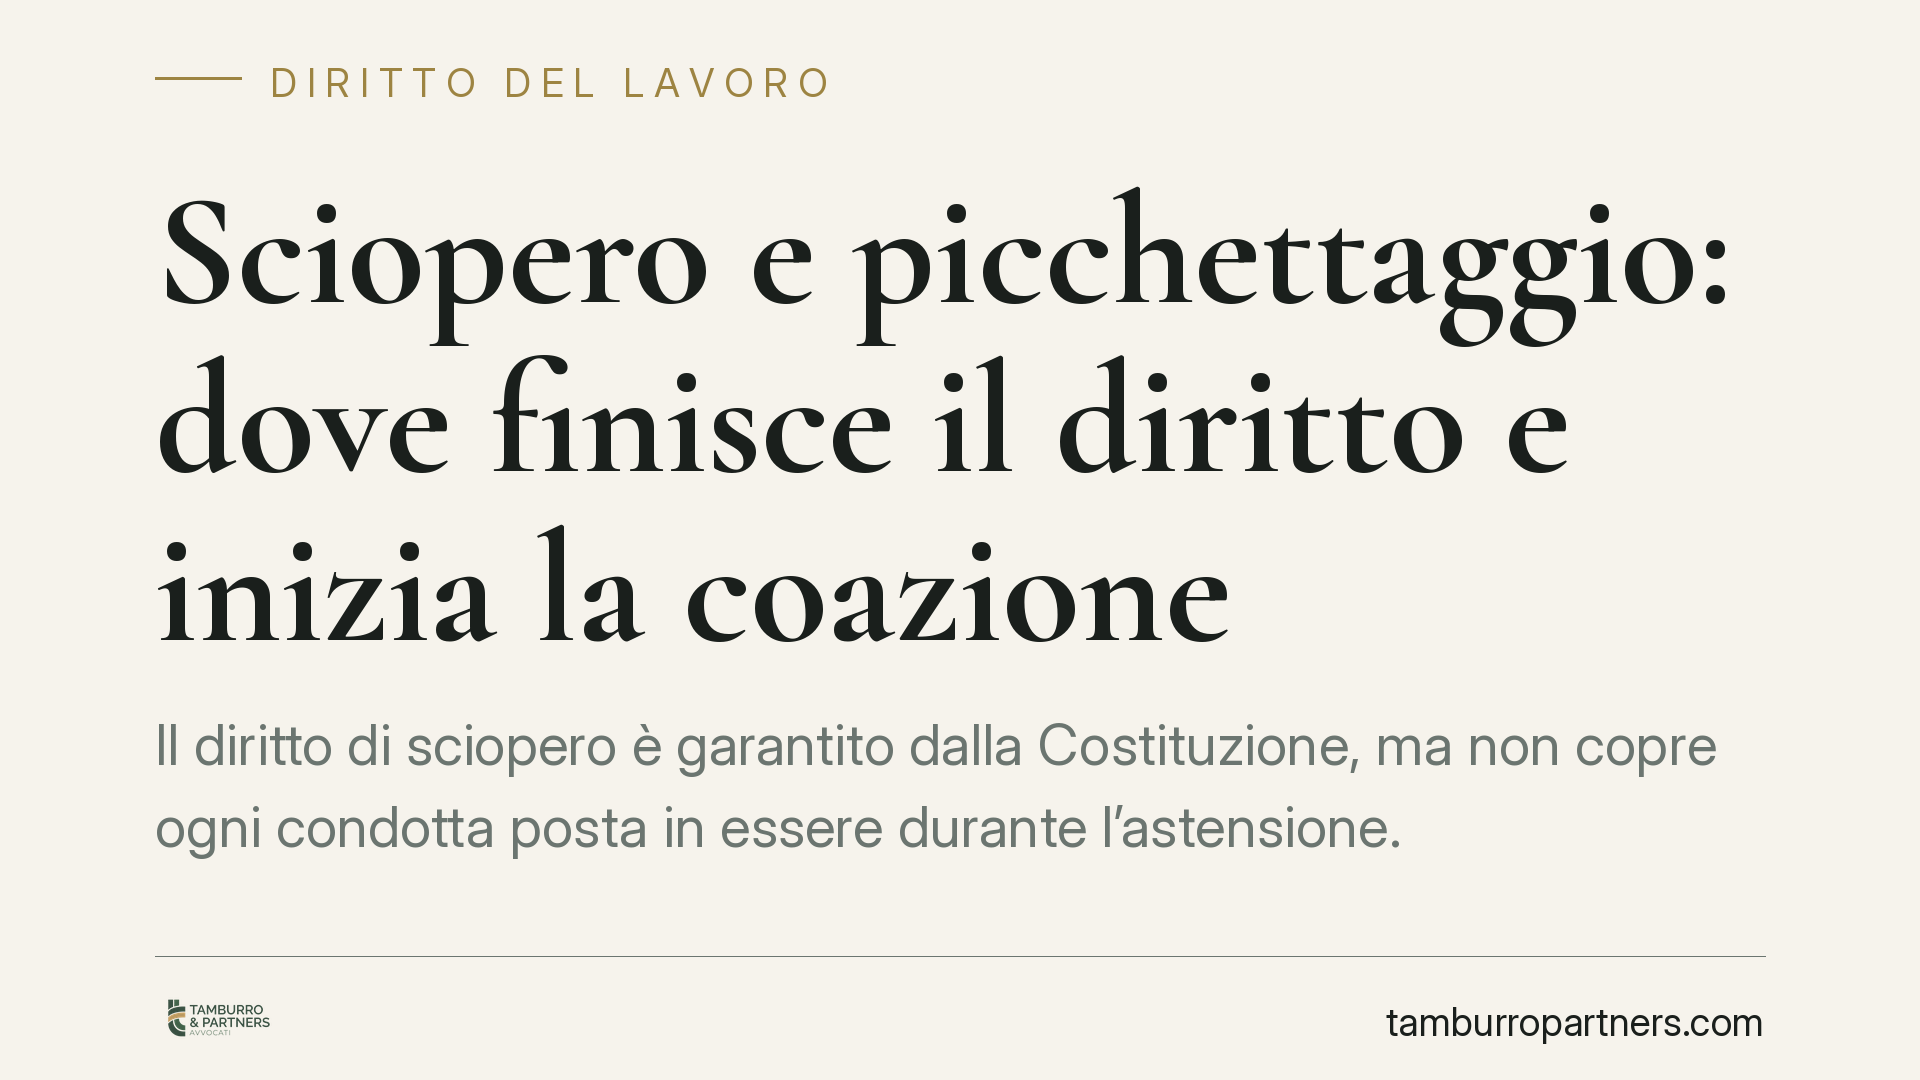 DIRITTO DEL LAVORO
Sciopero e picchettaggio:
dove finisce il diritto e
inizia la coazione
Il diritto di sciopero è garantito dalla Costituzione, ma non copre
ogni condotta posta in essere durante l’astensione.
TAMBURRO
& PARTNERS
AVVOCATI
tamburropartners.com